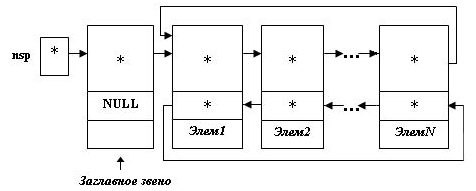 nsp * * * * ... *
NULL * * ... *
Элем1 Элем2 ЭлемN
Заглавное звено